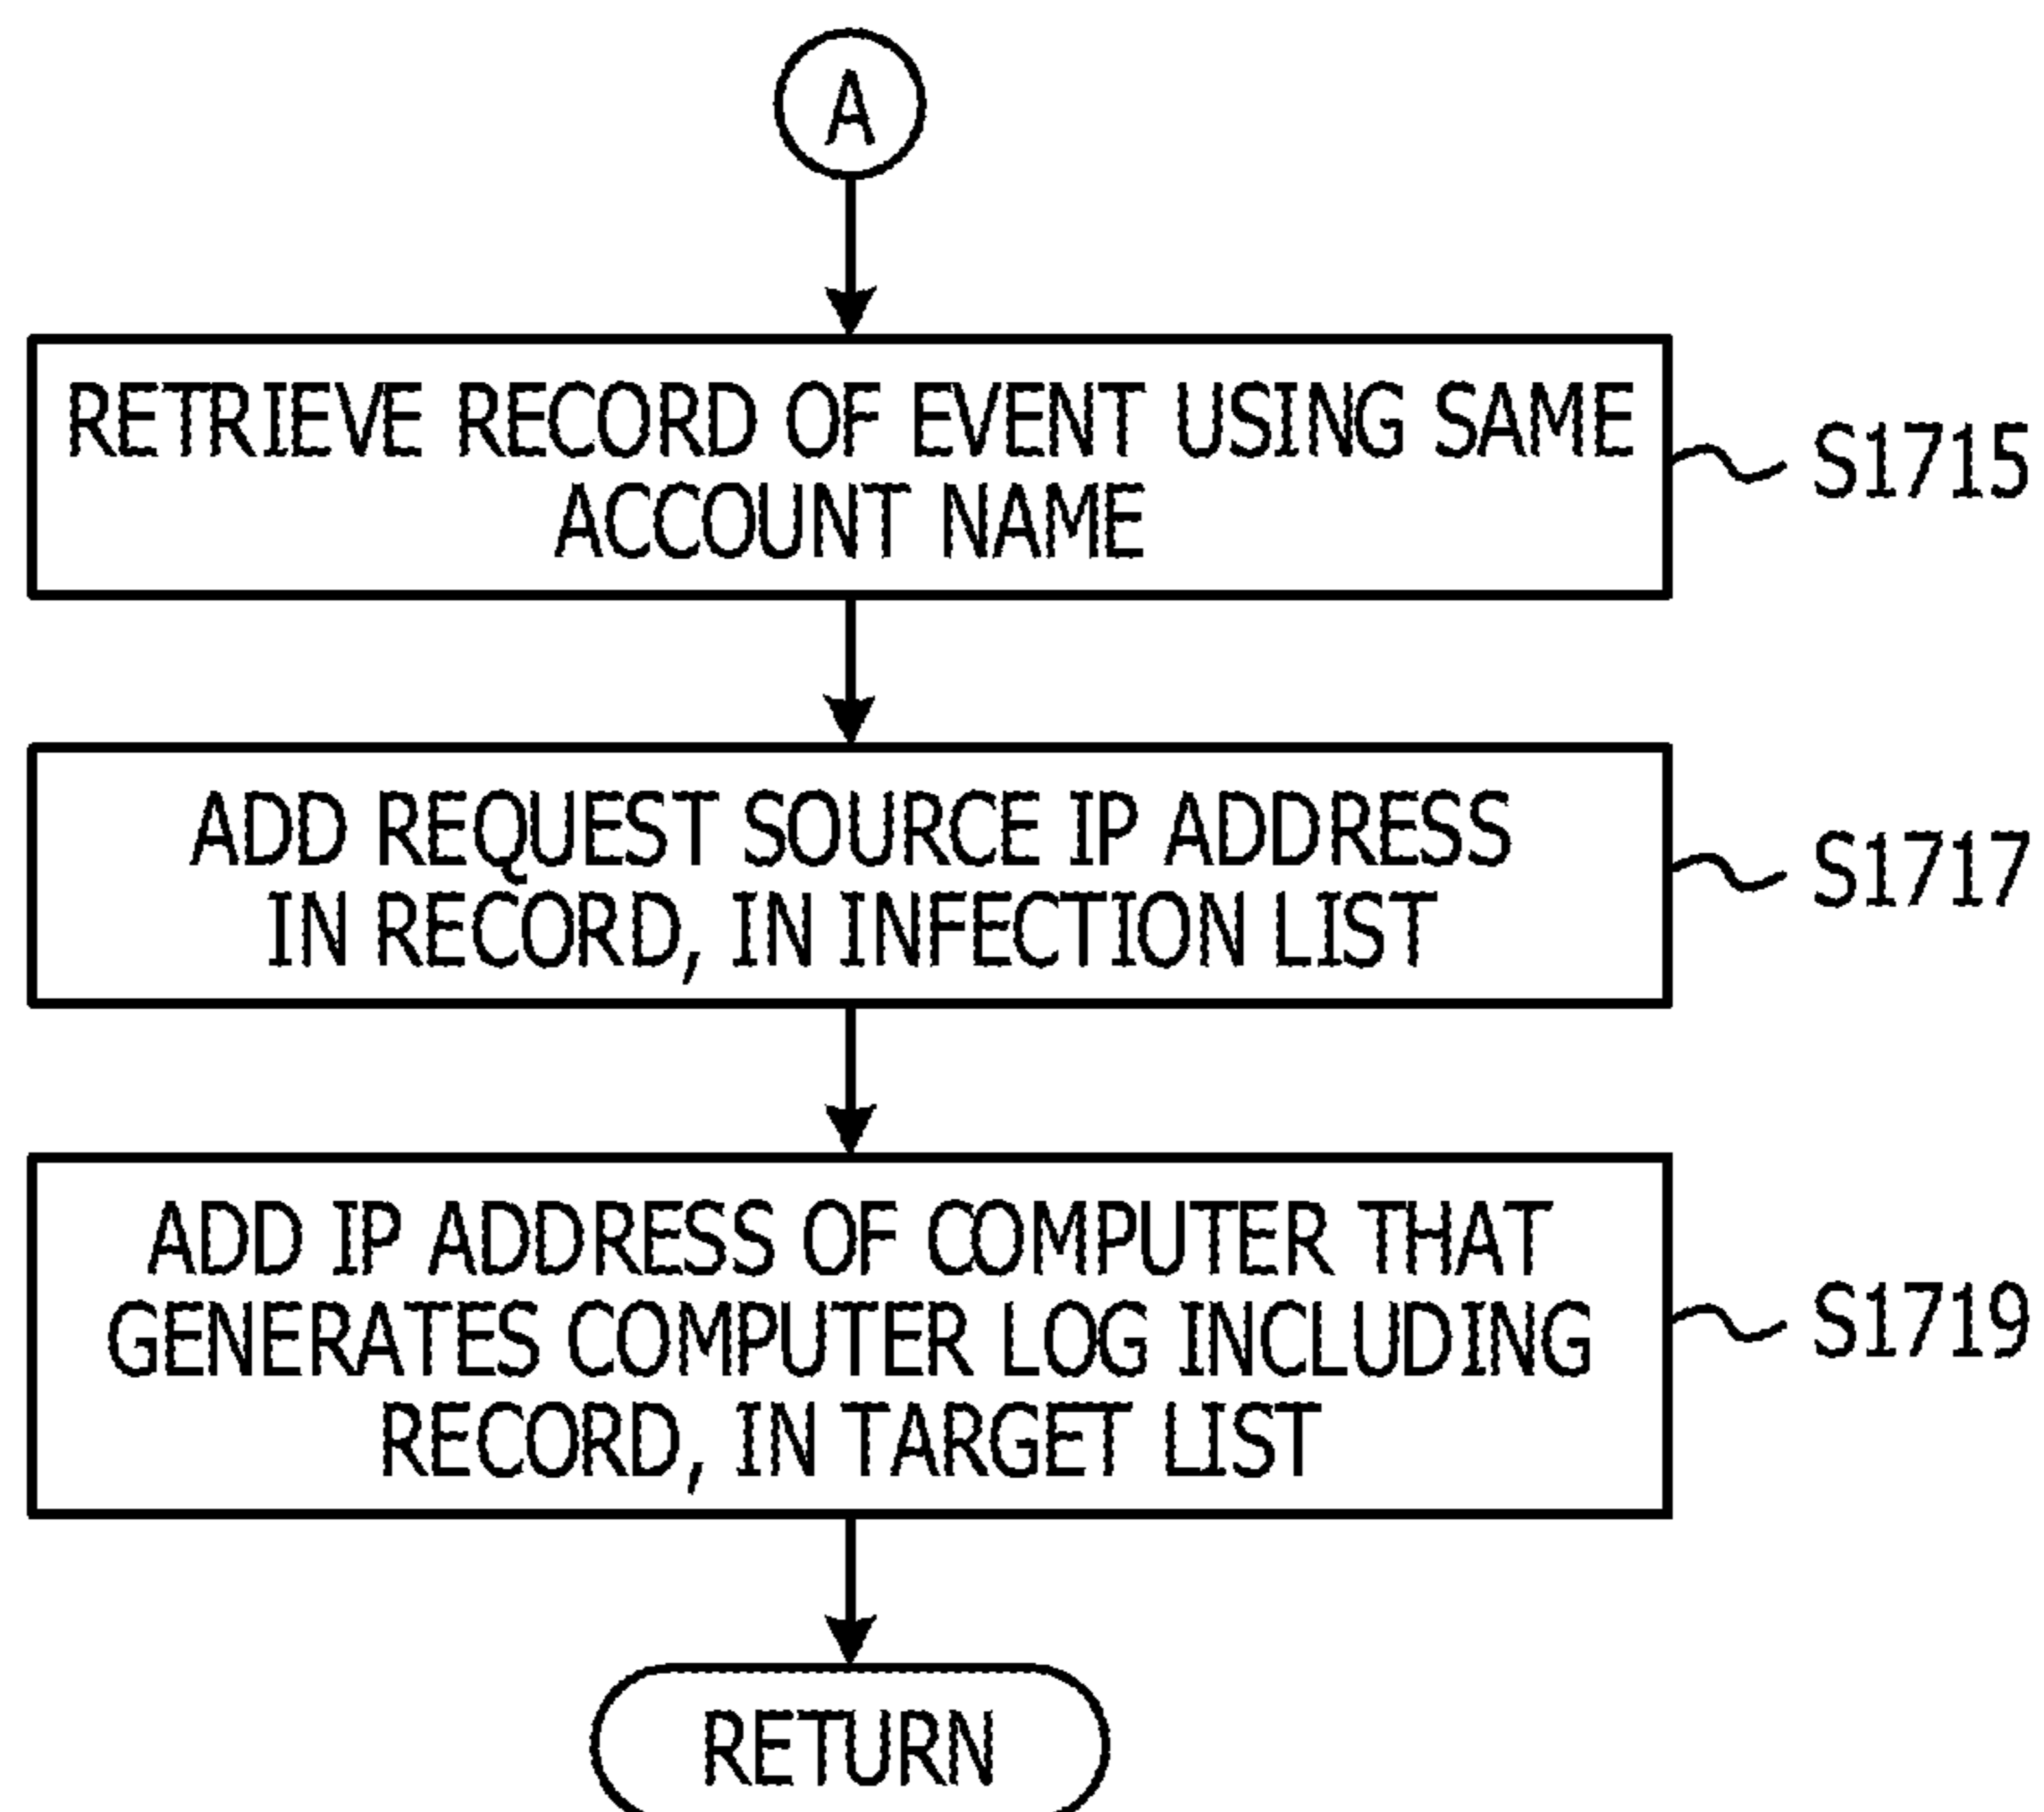 A
RETRIEVE RECORD OF EVENT USING SAME
ACCOUNT NAME
S1715
ADD REQUEST SOURCE IP ADDRESS
IN RECORD, IN INFECTION LIST
S1717
ADD IP ADDRESS OF COMPUTER THAT
GENERATES COMPUTER LOG INCLUDING
RECORD, IN TARGET LIST
S1719
RETURN